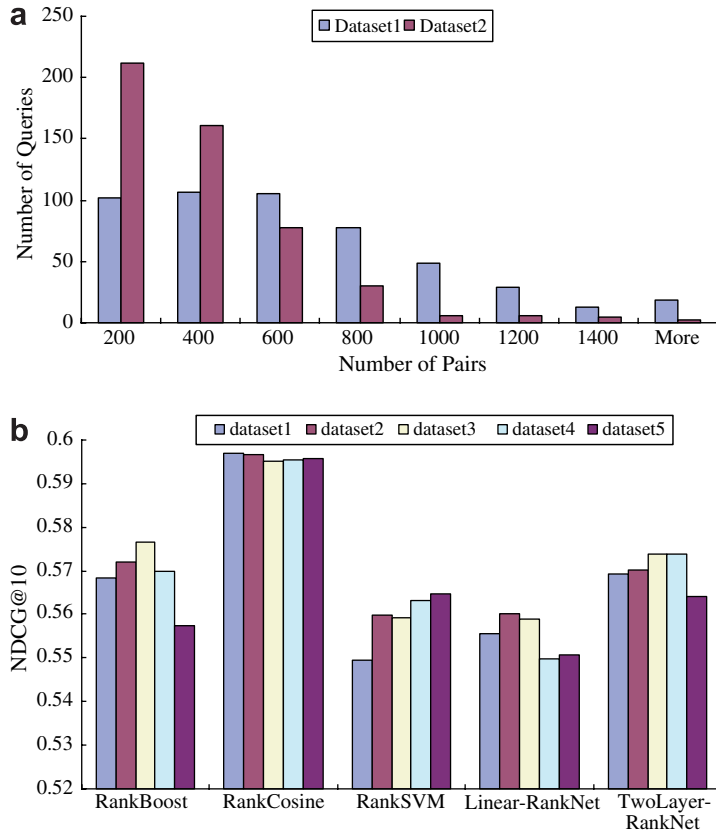 a
250
200
150
100
50
0
Number of Queries
Dataset1 Dataset2
200 400 600 800 1000 1200 1400 More
Number of Pairs
b
dataset1 dataset2 dataset3 dataset4 dataset5
0.6
0.59
0.58
0.57
0.56
0.55
0.54
0.53
0.52
NDCG@10
RankBoost RankCosine RankSVM Linear-RankNet TwoLayer-
RankNet